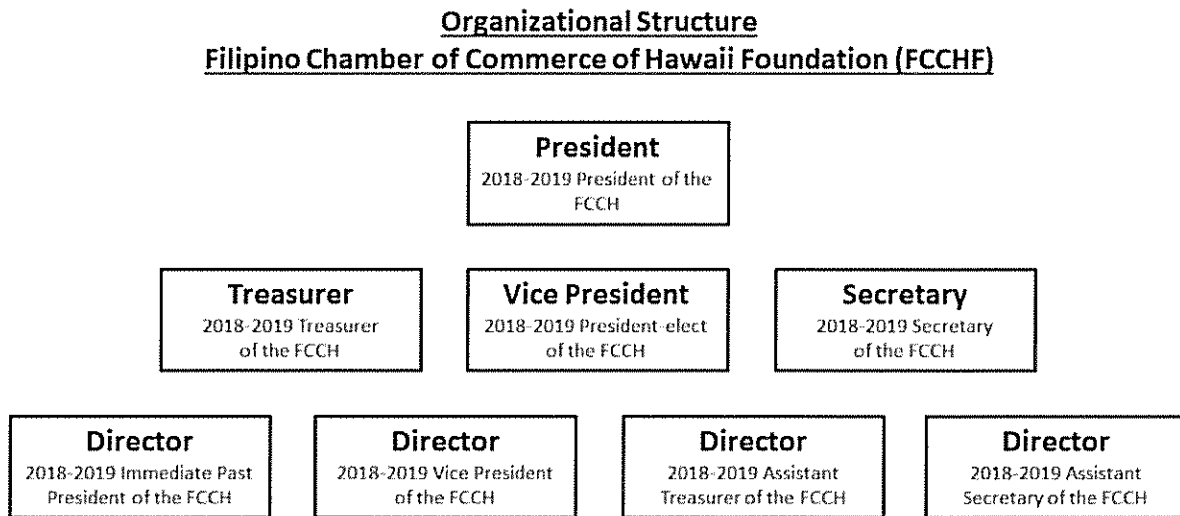 Organizational Structure
Filipino Chamber of Commerce of Hawaii Foundation (FCCHF)
President
2018-2019 President of the
FCCH
Treasurer
2018-2019 Treasurer
of the FCCH
Vice President
2018-2019 President-elect
of the FCCH
Secretary
2018-2019 Secretary
of the FCCH
Director
2018-2019 Immediate Past
President of the FCCH
Director
2018-2019 Vice President
of the FCCH
Director
2018-2019 Assistant
Treasurer of the FCCH
Director
2018-2019 Assistant
Secretary of the FCCH